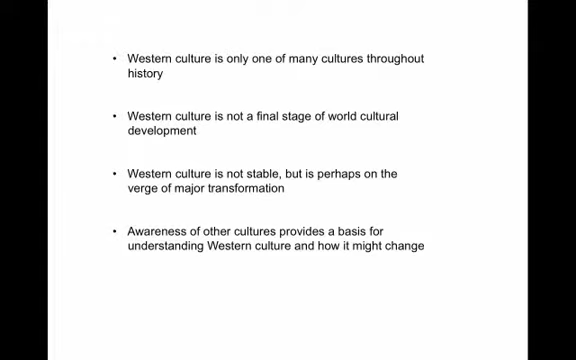 • Western culture is only one of many cultures throughout
history
• Western culture is not a final stage of world cultural
development
• Western culture is not stable, but is perhaps on the
verge of major transformation
• Awareness of other cultures provides a basis for
understanding Western culture and how it might change